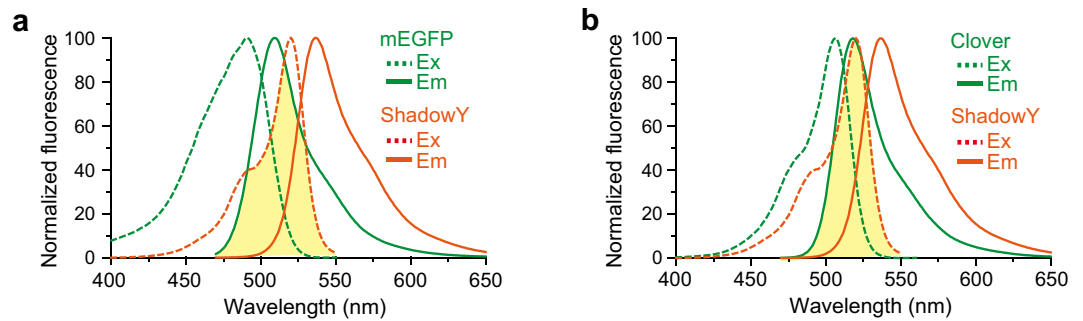 a
Normalized fluorescence
100
80
60
40
20
0
400
450
500
550
600
650
Wavelength (nm)
mEGFP
Ex
Em
ShadowY
Ex
Em
b
Normalized fluorescence
100
80
60
40
20
0
400
450
500
550
600
650
Wavelength (nm)
Clover
Ex
Em
ShadowY
Ex
Em